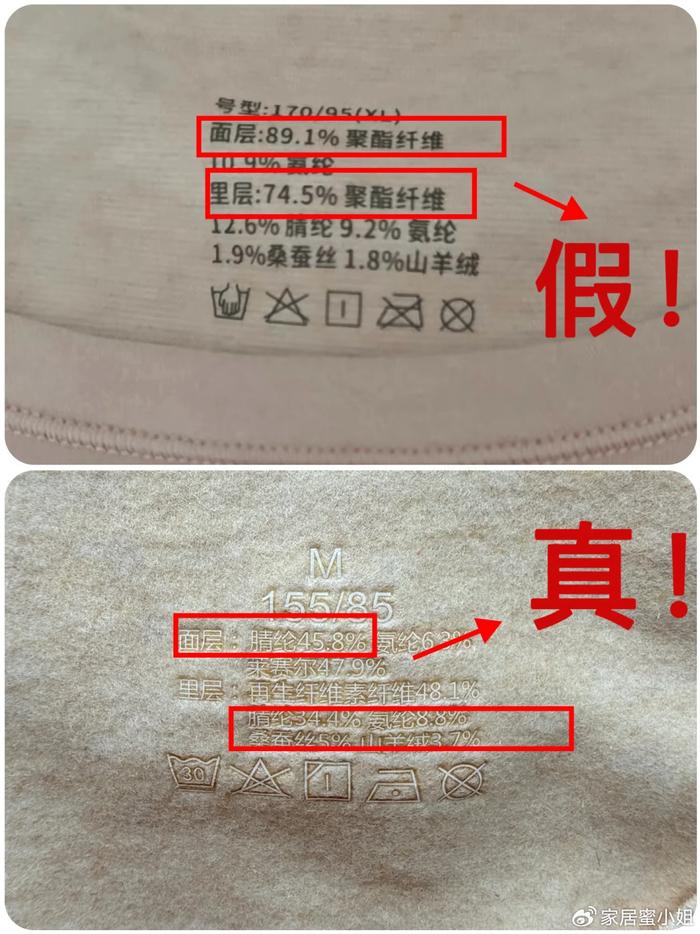 号型:170/95(XL)
面层:89.1% 聚酯纤维
10.9% 氨纶
里层:74.5% 聚酯纤维
12.6% 腈纶 9.2% 氨纶
1.9%桑蚕丝 1.8%山羊绒
假!
真!
M
155/85
面层：腈纶45.8% 氨纶6.3%
莱赛尔47.9%
里层：再生纤维素纤维48.1%
腈纶34.4% 氨纶8.8%
桑蚕丝5% 山羊绒3.7%
30
家居蜜小姐